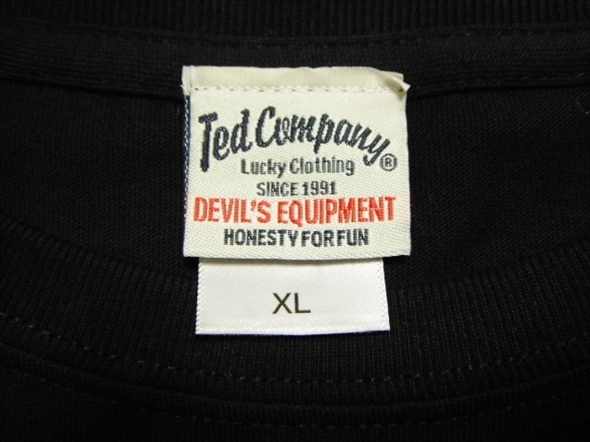 Ted Company®
Lucky Clothing
SINCE 1991
DEVIL'S EQUIPMENT
HONESTY FOR FUN
XL